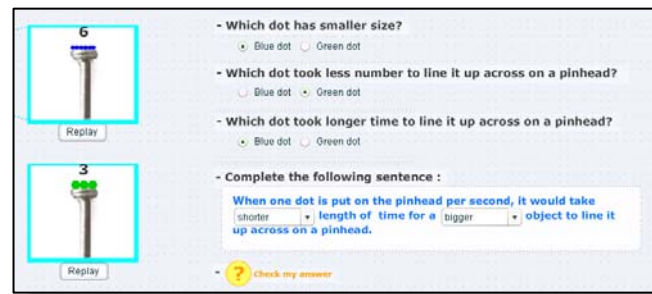 6
Replay
3
Replay
- Which dot has smaller size?
Blue dot Green dot
- Which dot took less number to line it up across on a pinhead?
Blue dot Green dot
- Which dot took longer time to line it up across on a pinhead?
Blue dot Green dot
- Complete the following sentence :
When one dot is put on the pinhead per second, it would take
shorter length of time for a bigger object to line it
up across on a pinhead.
- ? Check my answer